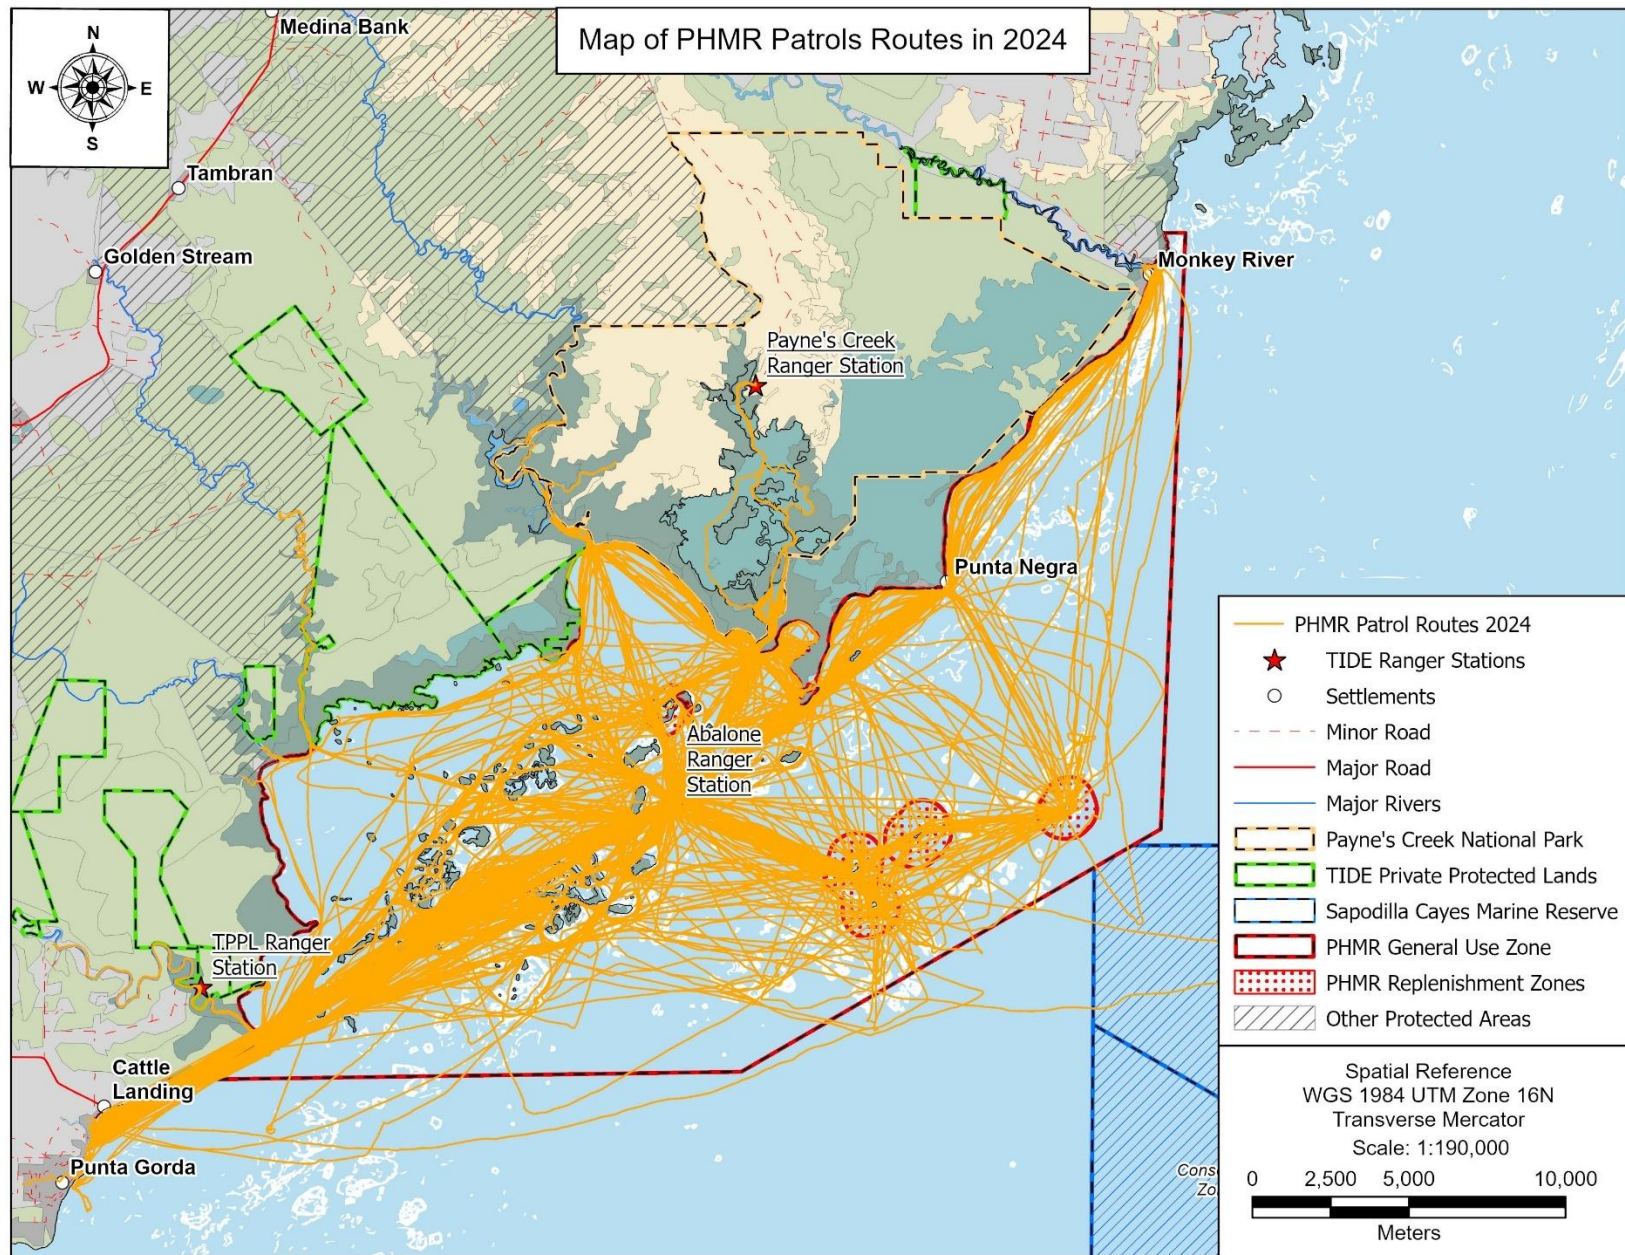 Map of PHMR Patrols Routes in 2024
N
W
E
S
Medina Bank
Tambran
Golden Stream
Monkey River
Payne's Creek
Ranger Station
Punta Negra
Abalone
Ranger
Station
TPPL Ranger
Station
Cattle
Landing
Punta Gorda
PHMR Patrol Routes 2024
TIDE Ranger Stations
Settlements
Minor Road
Major Road
Major Rivers
Payne's Creek National Park
TIDE Private Protected Lands
Sapodilla Cayes Marine Reserve
PHMR General Use Zone
PHMR Replenishment Zones
Other Protected Areas
Spatial Reference
WGS 1984 UTM Zone 16N
Transverse Mercator
Scale: 1:190,000
0 2,500 5,000 10,000
Meters